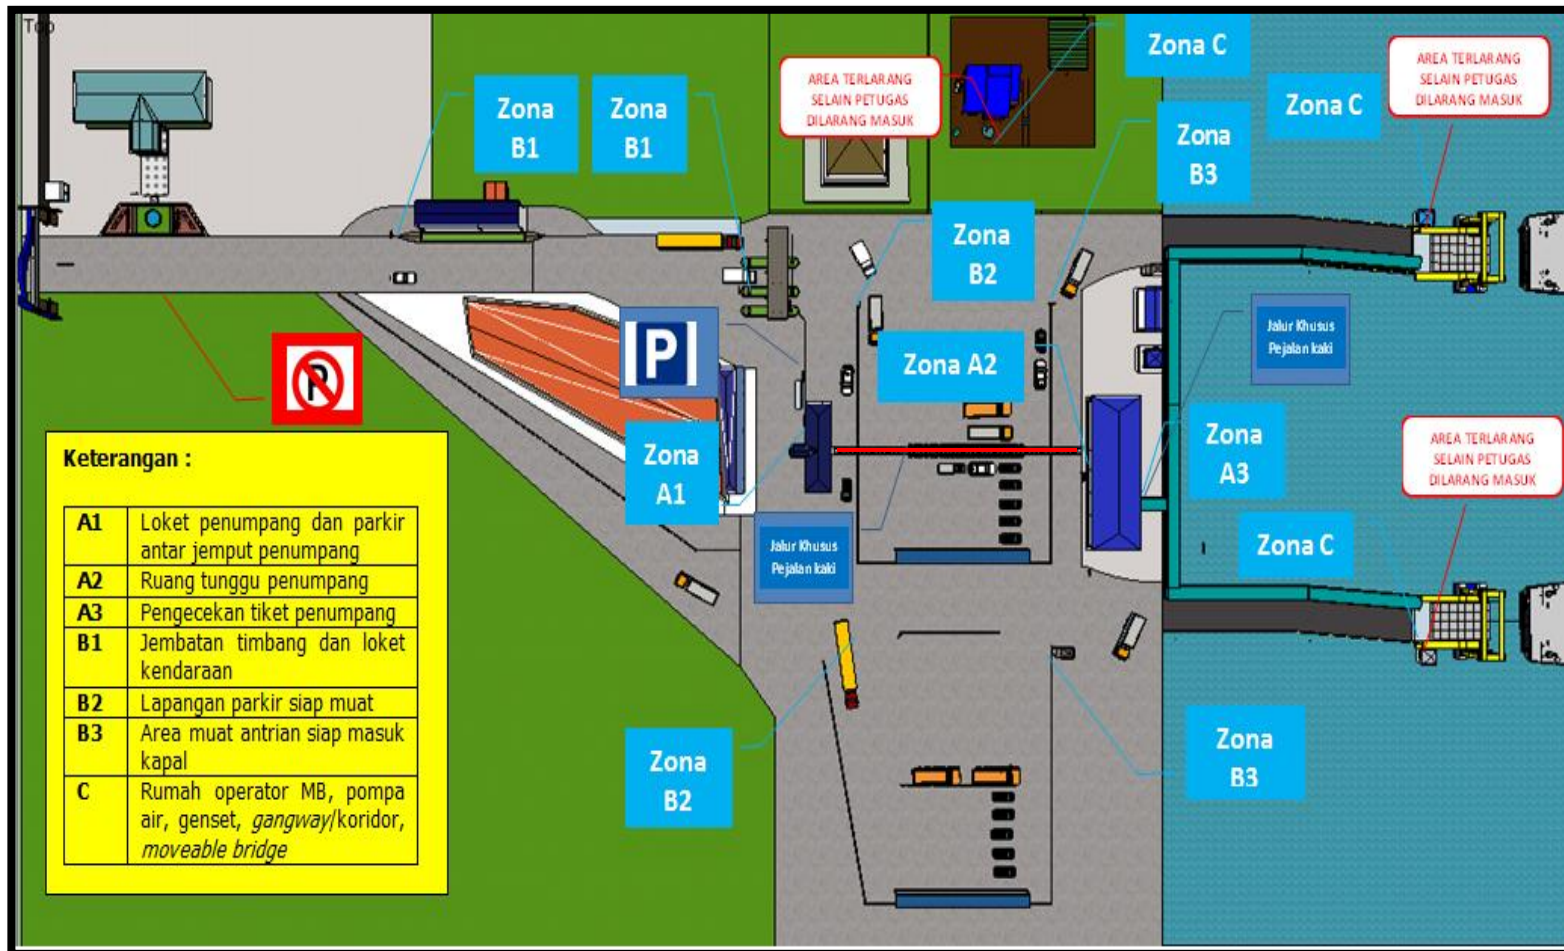 Top
Zona C
AREA TERLARANG
SELAIN PETUGAS
DILARANG MASUK
Zona C
AREA TERLARANG
SELAIN PETUGAS
DILARANG MASUK
Zona
B1
Zona
B1
Zona
B3
Zona
B2
Jalur Khusus
Pejalan kaki
P
P
Zona A2
Zona
A1
Zona
A3
AREA TERLARANG
SELAIN PETUGAS
DILARANG MASUK
Jalur Khusus
Pejalan kaki
Zona C
Zona
B2
Zona
B3
Keterangan :
A1 Loket penumpang dan parkir
antar jemput penumpang
A2 Ruang tunggu penumpang
A3 Pengecekan tiket penumpang
B1 Jembatan timbang dan loket
kendaraan
B2 Lapangan parkir siap muat
B3 Area muat antrian siap masuk
kapal
C Rumah operator MB, pompa
air, genset, gangway/koridor,
moveable bridge